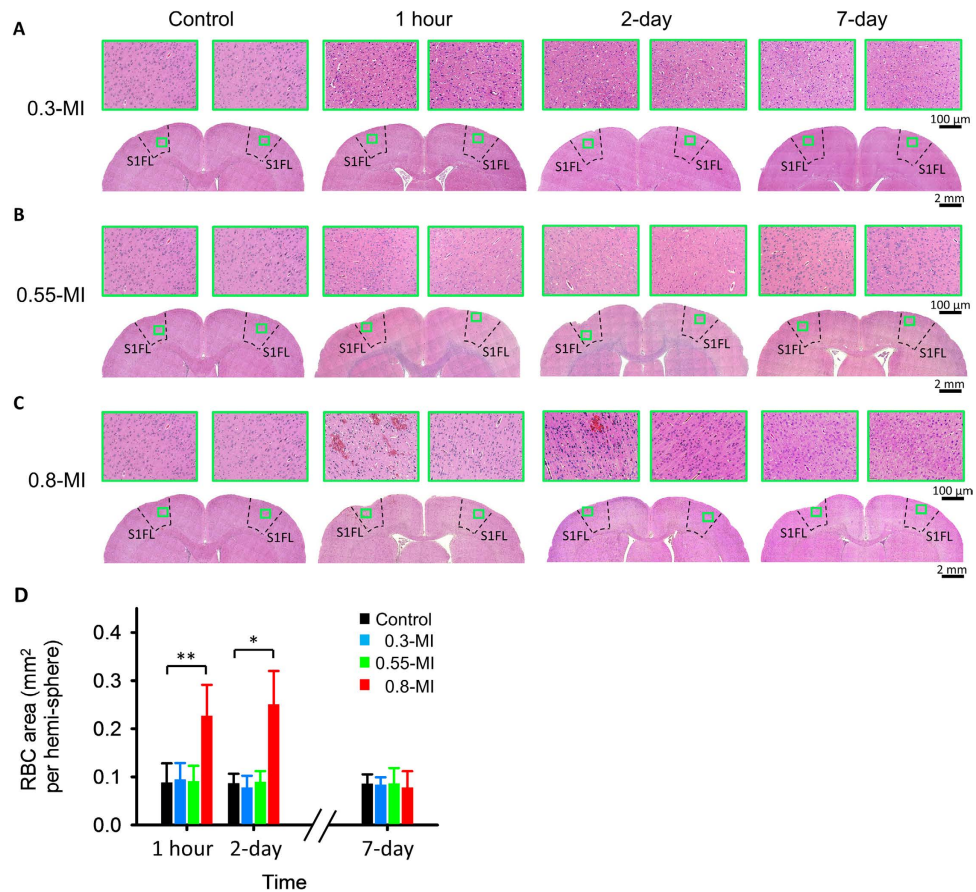 Control 1 hour 2-day 7-day
A
0.3-MI
100 µm
S1FL S1FL S1FL S1FL S1FL S1FL S1FL S1FL
2 mm
B
0.55-MI
100 µm
S1FL S1FL S1FL S1FL S1FL S1FL S1FL S1FL
2 mm
C
0.8-MI
100 µm
S1FL S1FL S1FL S1FL S1FL S1FL S1FL S1FL
2 mm
D
RBC area (mm²
per hemi-sphere)
0.4
0.3
0.2
0.1
0.0
** *
Control
0.3-MI
0.55-MI
0.8-MI
1 hour 2-day 7-day
Time